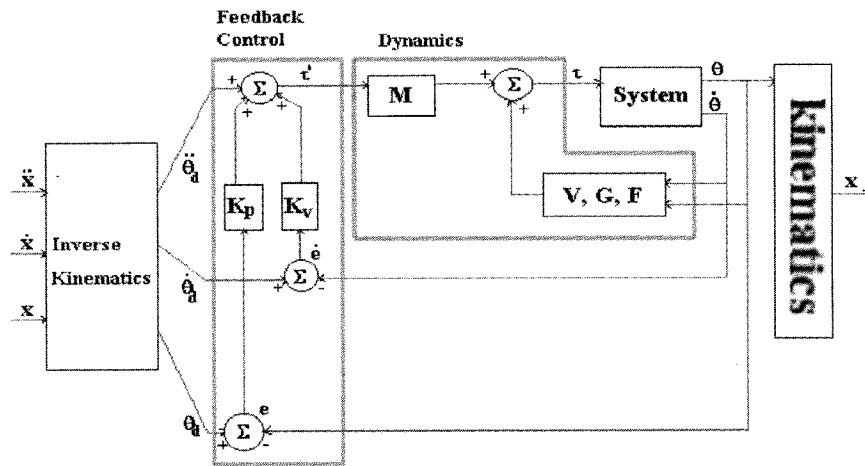 Feedback
Control
Dynamics
+
Σ
τ'
+
+
M
+
Σ
+
τ
System
θ
θ̇
kinematics
x
θ̈d
ẍ
ẋ
x
Inverse
Kinematics
Kp
Kv
V, G, F
ė
θ̇d
+
Σ
-
e
θd
+
Σ
-